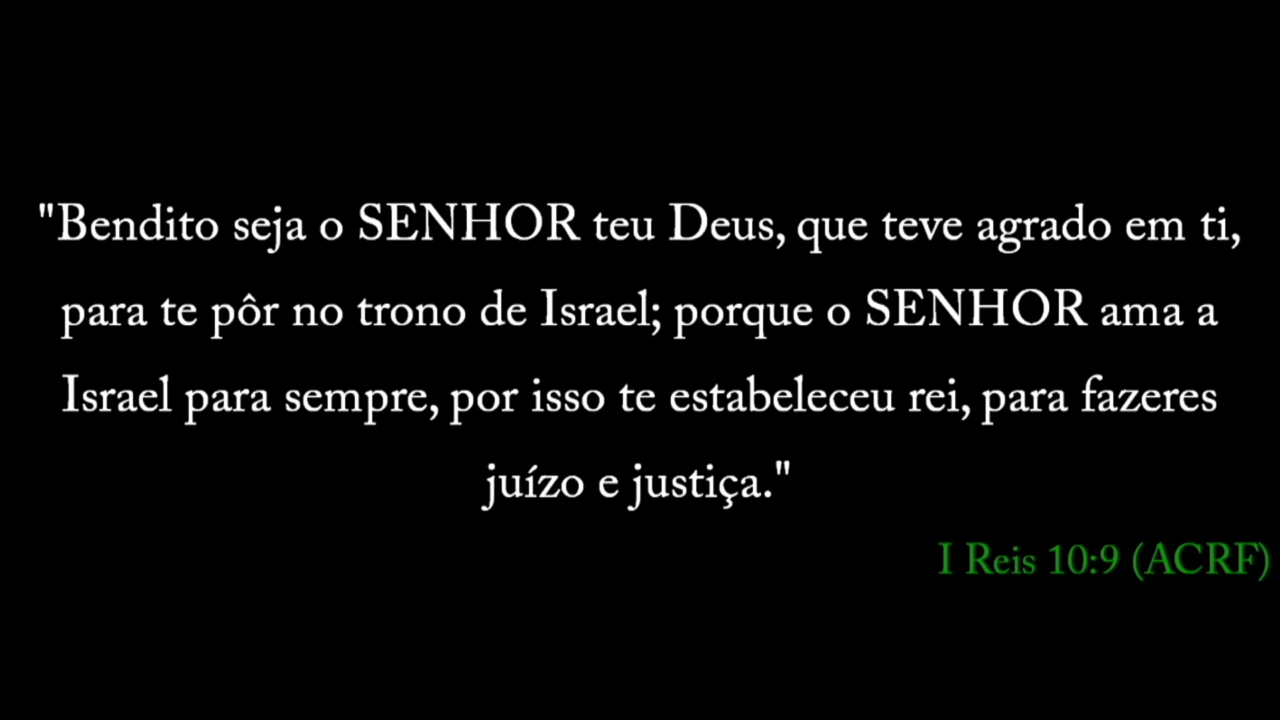 "Bendito seja o SENHOR teu Deus, que teve agrado em ti,
para te pôr no trono de Israel; porque o SENHOR ama a
Israel para sempre, por isso te estabeleceu rei, para fazeres
juízo e justiça."
I Reis 10:9 (ACRF)